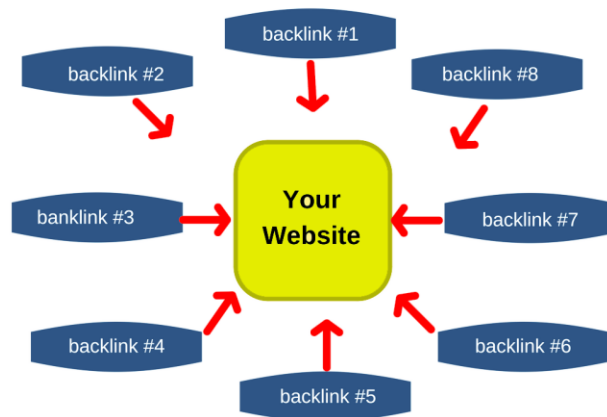 backlink #1
backlink #2
backlink #8
banklink #3
Your
Website
backlink #7
backlink #4
backlink #6
backlink #5